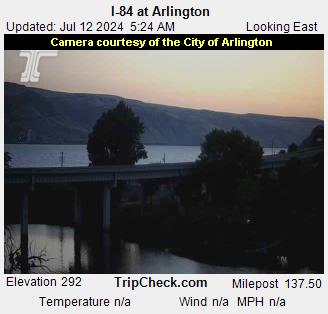 I-84 at Arlington
Updated: Jul 12 2024 5:24 AM Looking East
Camera courtesy of the City of Arlington
Elevation 292 TripCheck.com Milepost 137.50
Temperature n/a Wind n/a MPH n/a